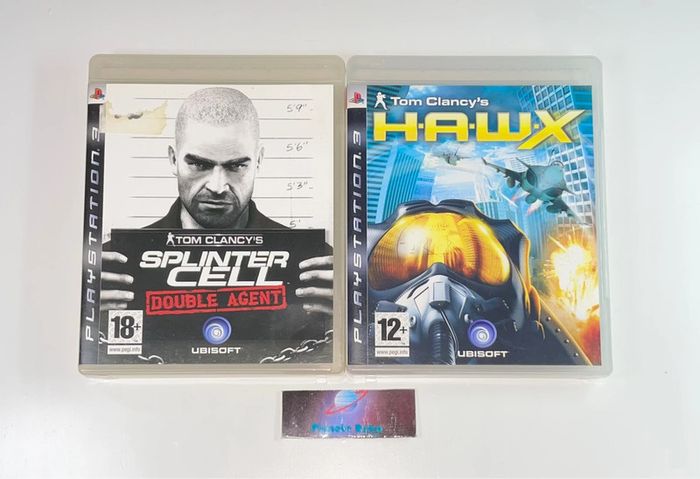 PLAYSTATION 3
5'9"
5'6"
5'3"
5'
TOM CLANCY'S
SPLINTER
CELL
DOUBLE AGENT
18+
www.pegi.info
UBISOFT
PLAYSTATION 3
Tom Clancy's
H.A.W.X
12+
www.pegi.info
UBISOFT